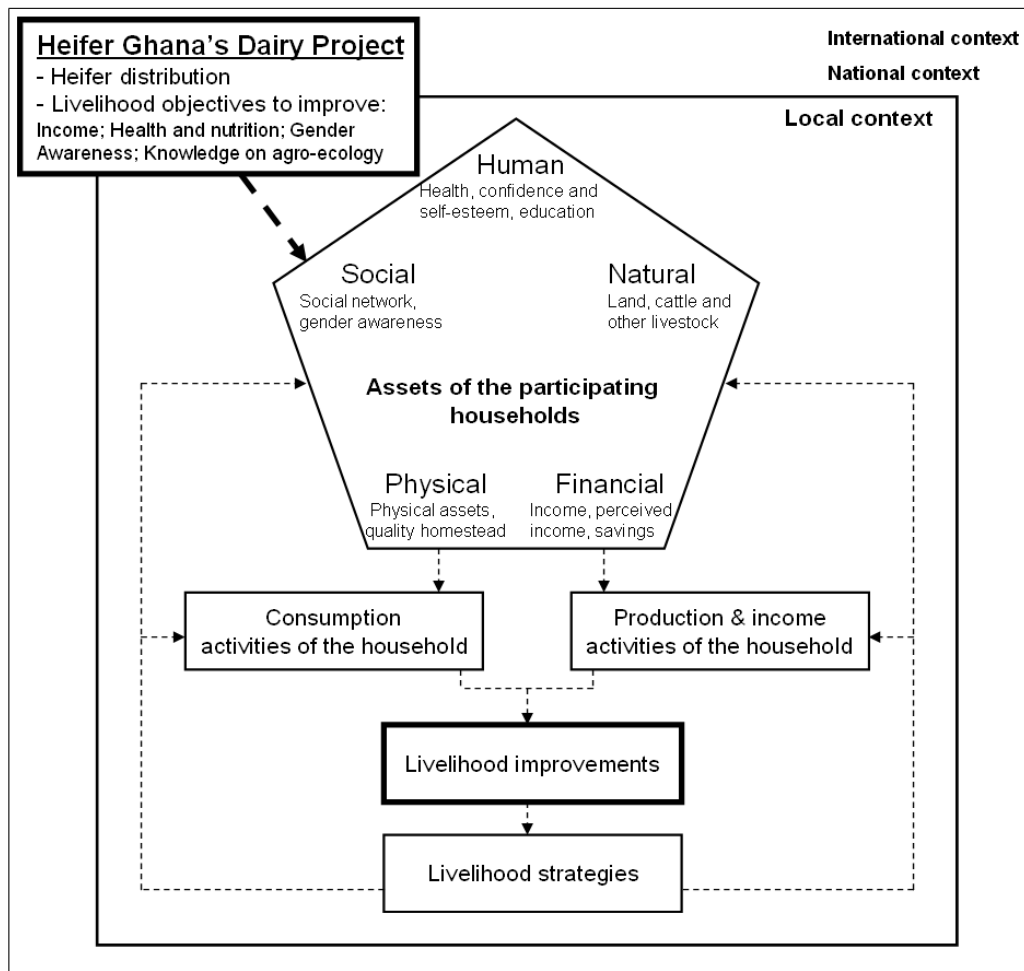 Heifer Ghana's Dairy Project
- Heifer distribution
- Livelihood objectives to improve:
Income; Health and nutrition; Gender
Awareness; Knowledge on agro-ecology
International context
National context
Local context
Human
Health, confidence and
self-esteem, education
Social
Social network,
gender awareness
Natural
Land, cattle and
other livestock
Assets of the participating
households
Physical
Physical assets,
quality homestead
Financial
Income, perceived
income, savings
Consumption
activities of the household
Production & income
activities of the household
Livelihood improvements
Livelihood strategies